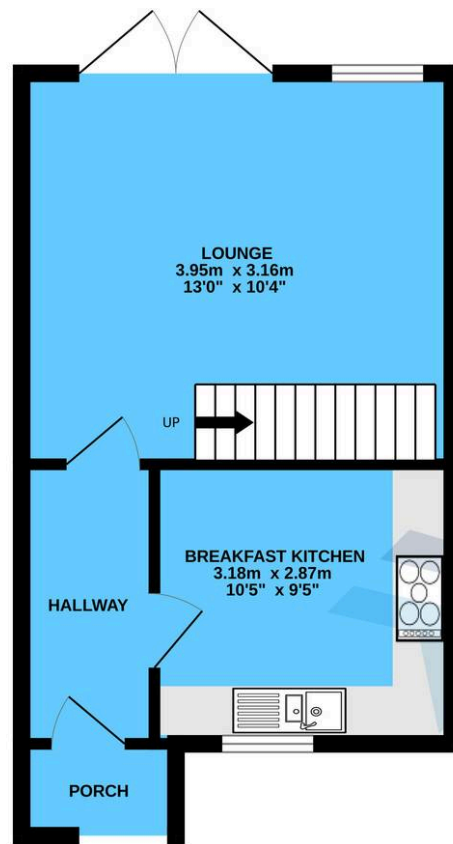 LOUNGE
3.95m x 3.16m
13'0" x 10'4"
UP
BREAKFAST KITCHEN
3.18m x 2.87m
10'5" x 9'5"
HALLWAY
PORCH